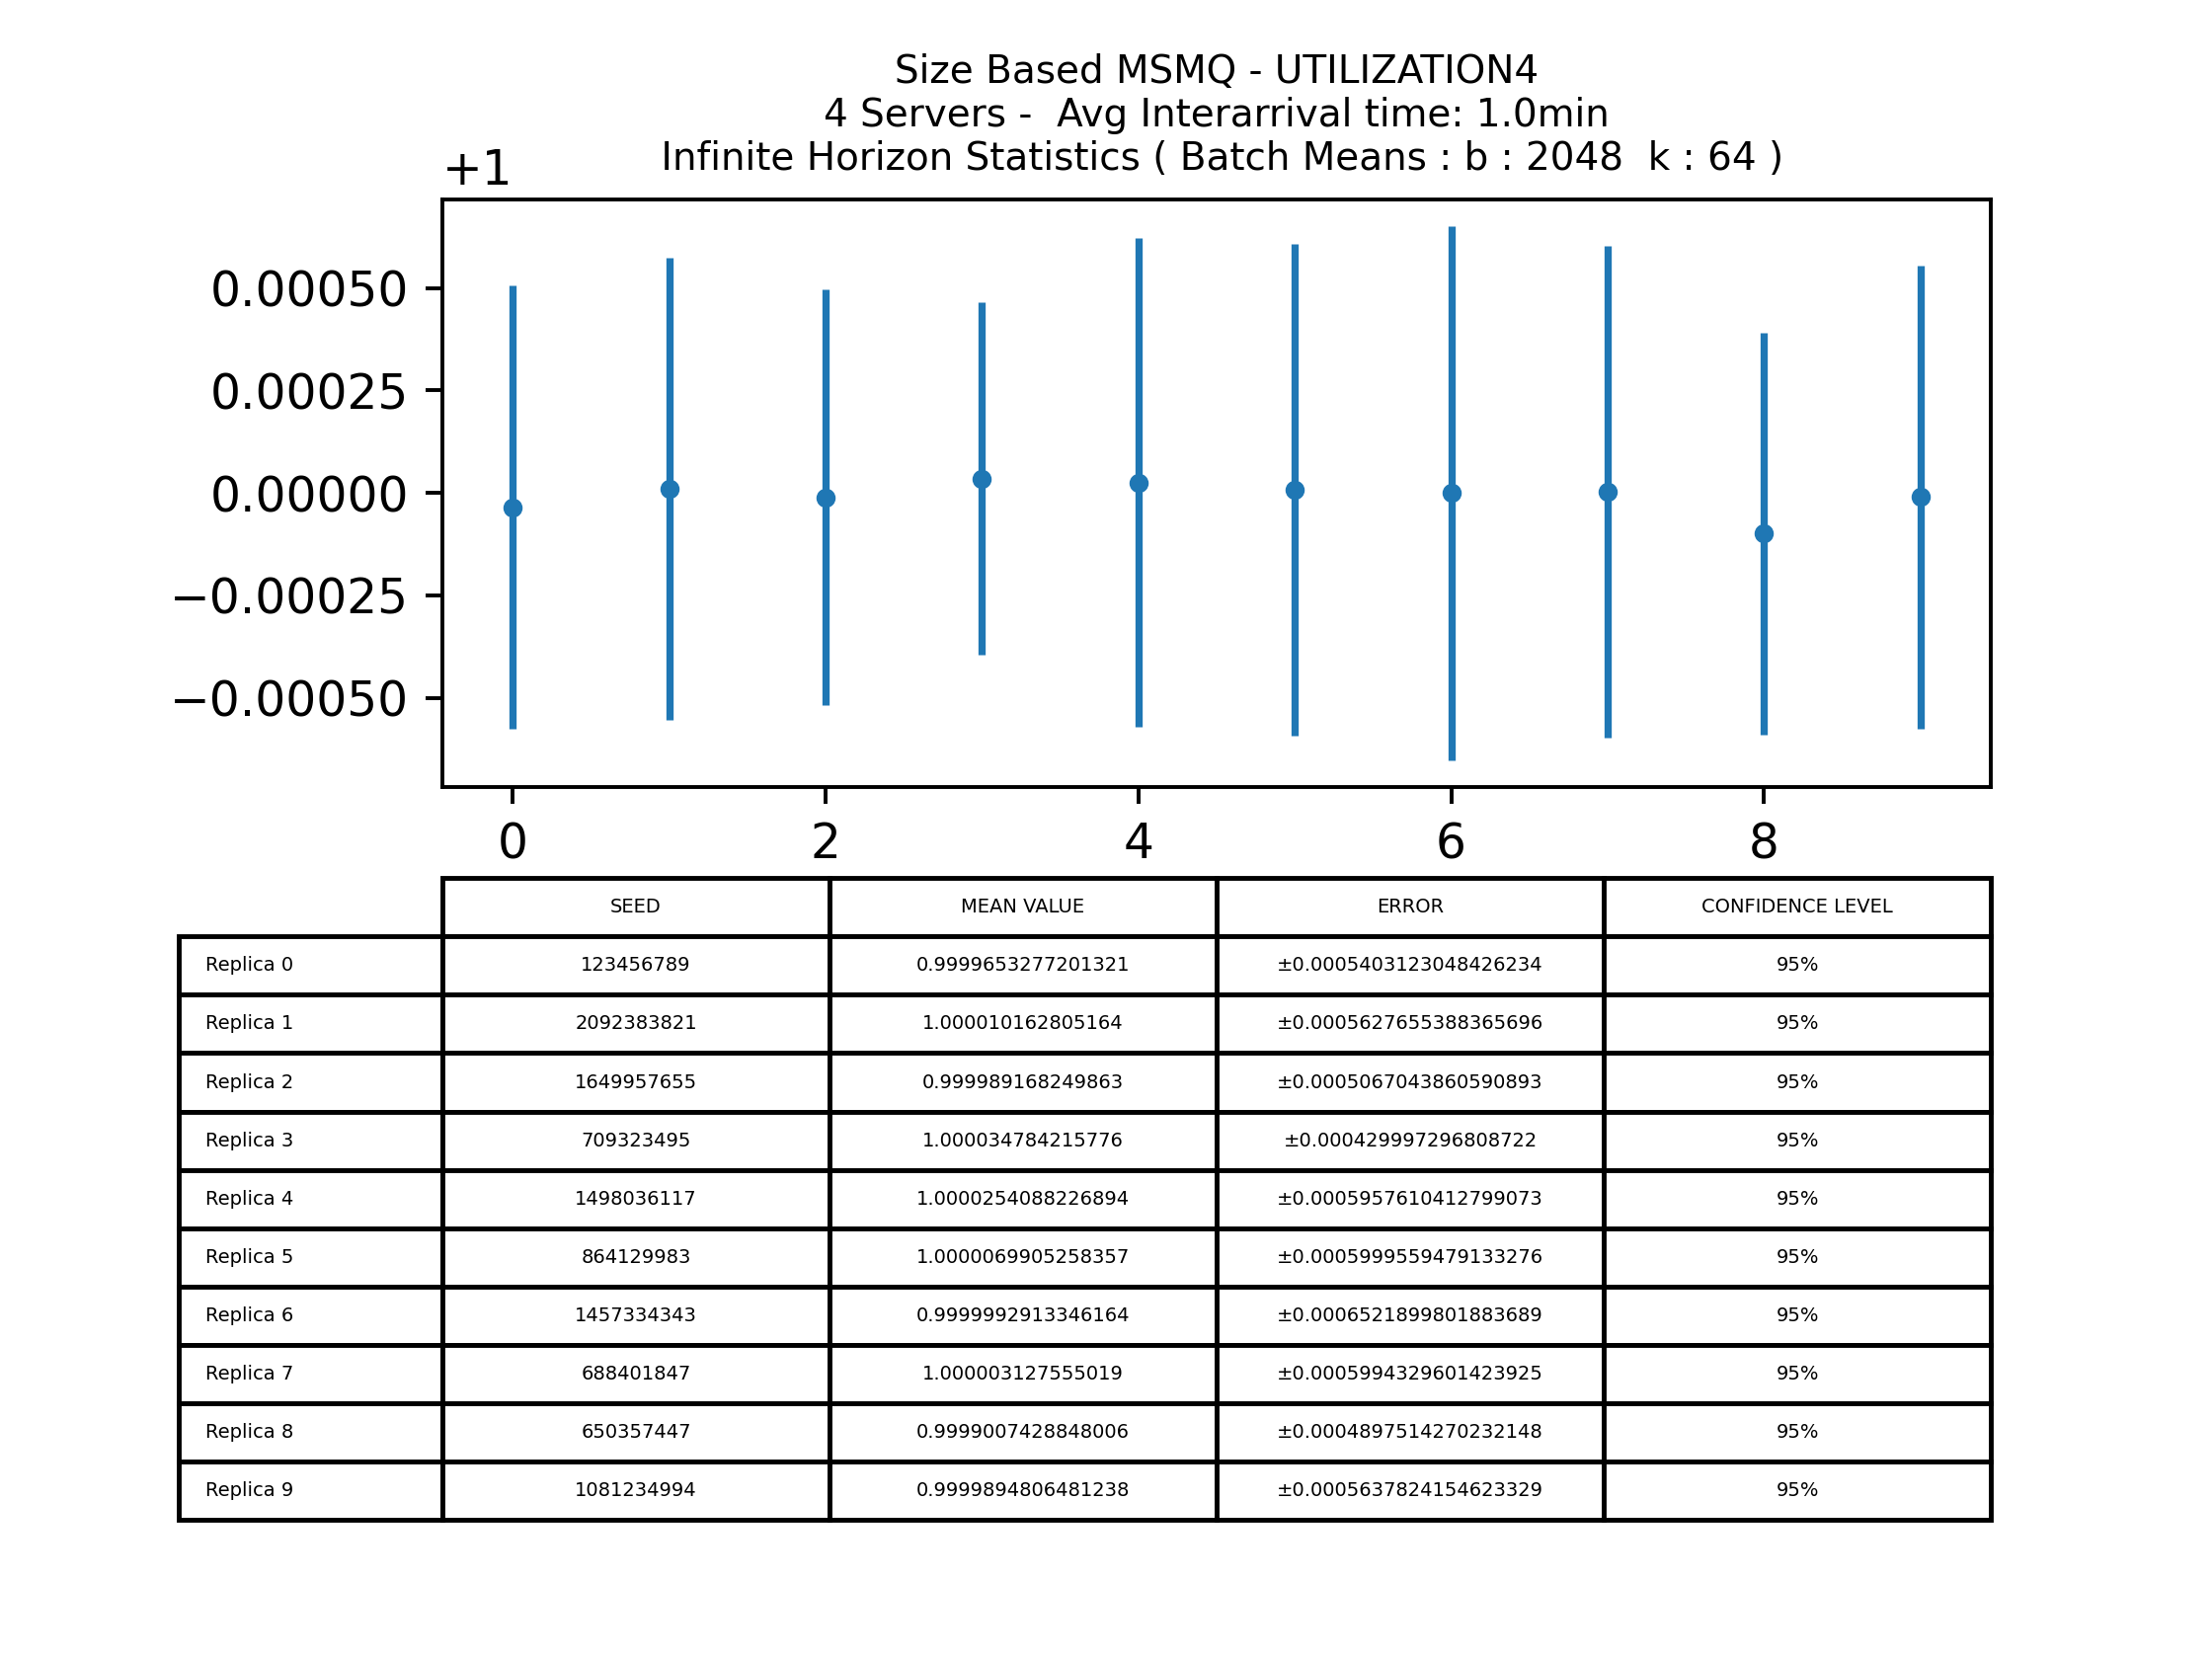 Size Based MSMQ - UTILIZATION4
4 Servers -  Avg Interarrival time: 1.0min
Infinite Horizon Statistics ( Batch Means : b : 2048  k : 64 )
+1
0.00050
0.00025
0.00000
−0.00025
−0.00050
0 2 4 6 8
SEED MEAN VALUE ERROR CONFIDENCE LEVEL
Replica 0 123456789 0.9999653277201321 ±0.0005403123048426234 95%
Replica 1 2092383821 1.000010162805164 ±0.0005627655388365696 95%
Replica 2 1649957655 0.999989168249863 ±0.0005067043860590893 95%
Replica 3 709323495 1.000034784215776 ±0.000429997296808722 95%
Replica 4 1498036117 1.0000254088226894 ±0.0005957610412799073 95%
Replica 5 864129983 1.0000069905258357 ±0.0005999559479133276 95%
Replica 6 1457334343 0.9999992913346164 ±0.0006521899801883689 95%
Replica 7 688401847 1.000003127555019 ±0.0005994329601423925 95%
Replica 8 650357447 0.9999007428848006 ±0.0004897514270232148 95%
Replica 9 1081234994 0.9999894806481238 ±0.0005637824154623329 95%